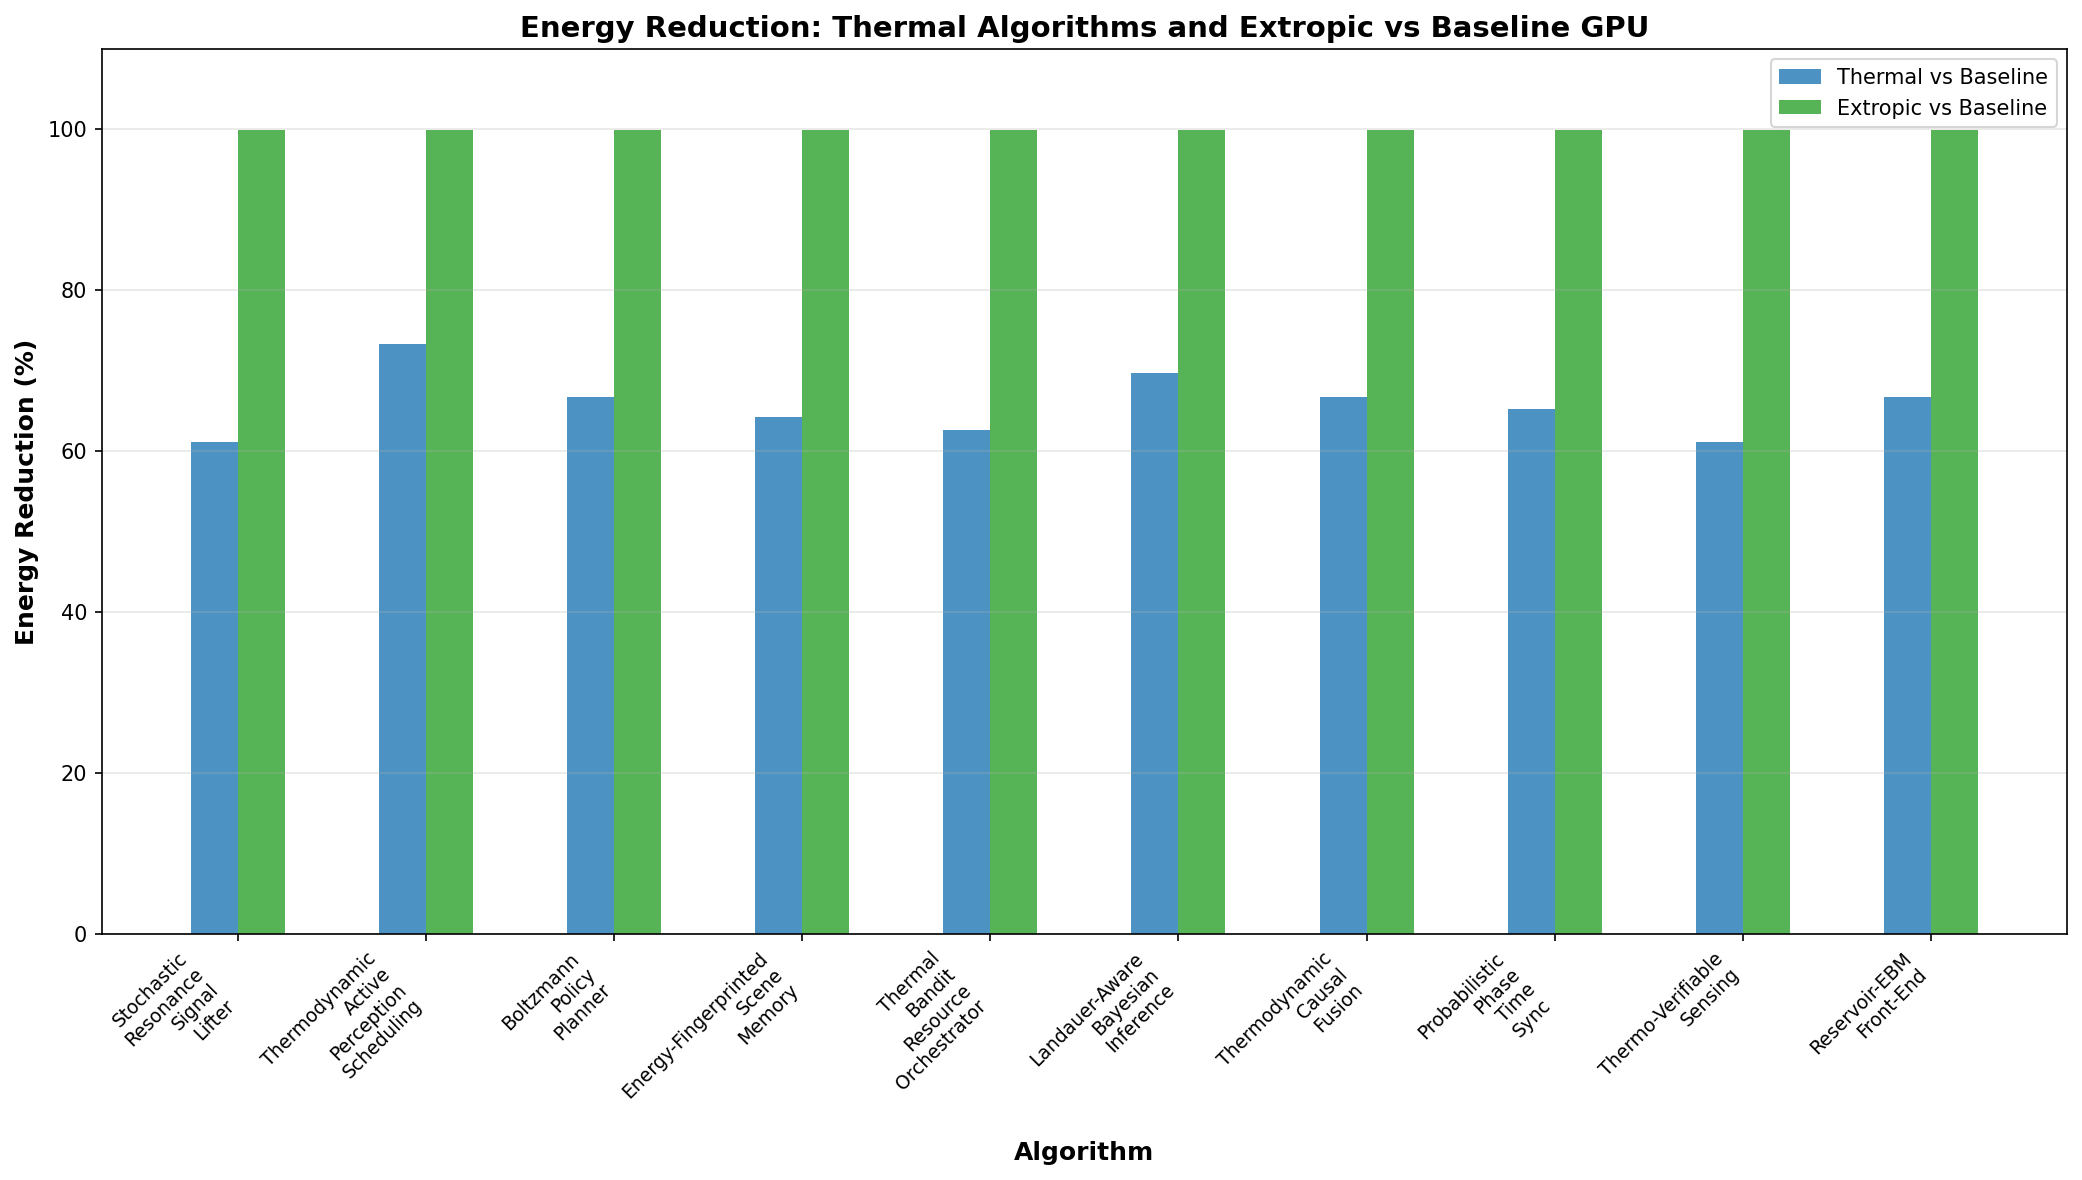 Energy Reduction: Thermal Algorithms and Extropic vs Baseline GPU
Thermal vs Baseline
Extropic vs Baseline
Energy Reduction (%)
100
80
60
40
20
0
Stochastic
Resonance
Signal
Lifter
Thermodynamic
Active
Perception
Scheduling
Boltzmann
Policy
Planner
Energy-Fingerprinted
Scene
Memory
Thermal
Bandit
Resource
Orchestrator
Landauer-Aware
Bayesian
Inference
Thermodynamic
Causal
Fusion
Probabilistic
Phase
Time
Sync
Thermo-Verifiable
Sensing
Reservoir-EBM
Front-End
Algorithm